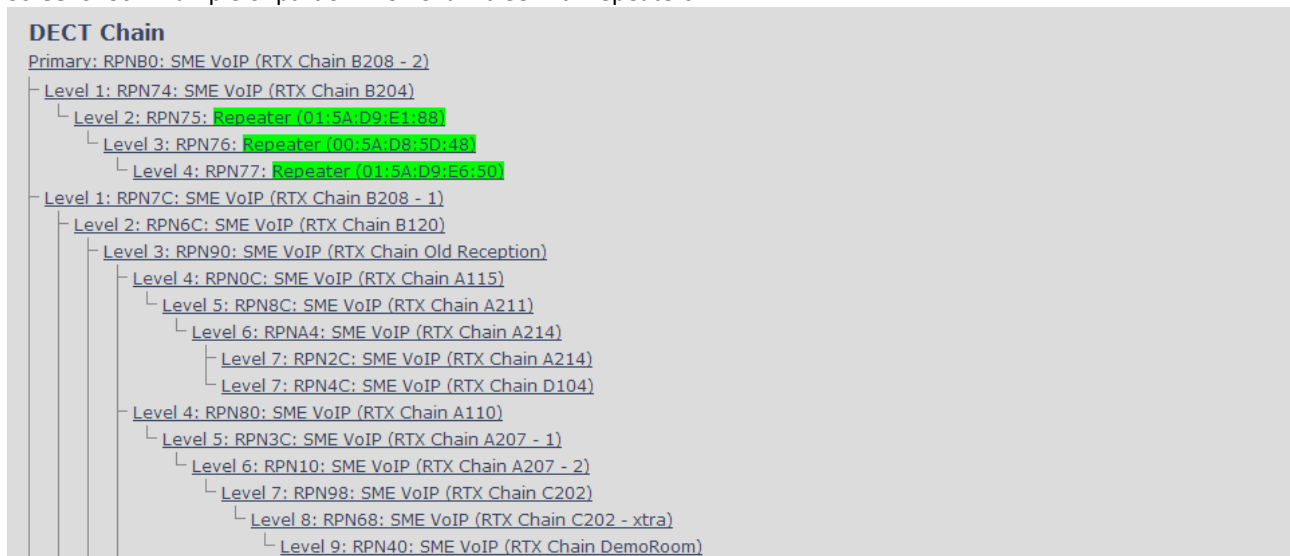 DECT Chain
Primary: RPNB0: SME VoIP (RTX Chain B208 - 2)
Level 1: RPN74: SME VoIP (RTX Chain B204)
Level 2: RPN75: Repeater (01:5A:D9:E1:88)
Level 3: RPN76: Repeater (00:5A:D8:5D:48)
Level 4: RPN77: Repeater (01:5A:D9:E6:50)
Level 1: RPN7C: SME VoIP (RTX Chain B208 - 1)
Level 2: RPN6C: SME VoIP (RTX Chain B120)
Level 3: RPN90: SME VoIP (RTX Chain Old Reception)
Level 4: RPN0C: SME VoIP (RTX Chain A115)
Level 5: RPN8C: SME VoIP (RTX Chain A211)
Level 6: RPNA4: SME VoIP (RTX Chain A214)
Level 7: RPN2C: SME VoIP (RTX Chain A214)
Level 7: RPN4C: SME VoIP (RTX Chain D104)
Level 4: RPN80: SME VoIP (RTX Chain A110)
Level 5: RPN3C: SME VoIP (RTX Chain A207 - 1)
Level 6: RPN10: SME VoIP (RTX Chain A207 - 2)
Level 7: RPN98: SME VoIP (RTX Chain C202)
Level 8: RPN68: SME VoIP (RTX Chain C202 - xtra)
Level 9: RPN40: SME VoIP (RTX Chain DemoRoom)